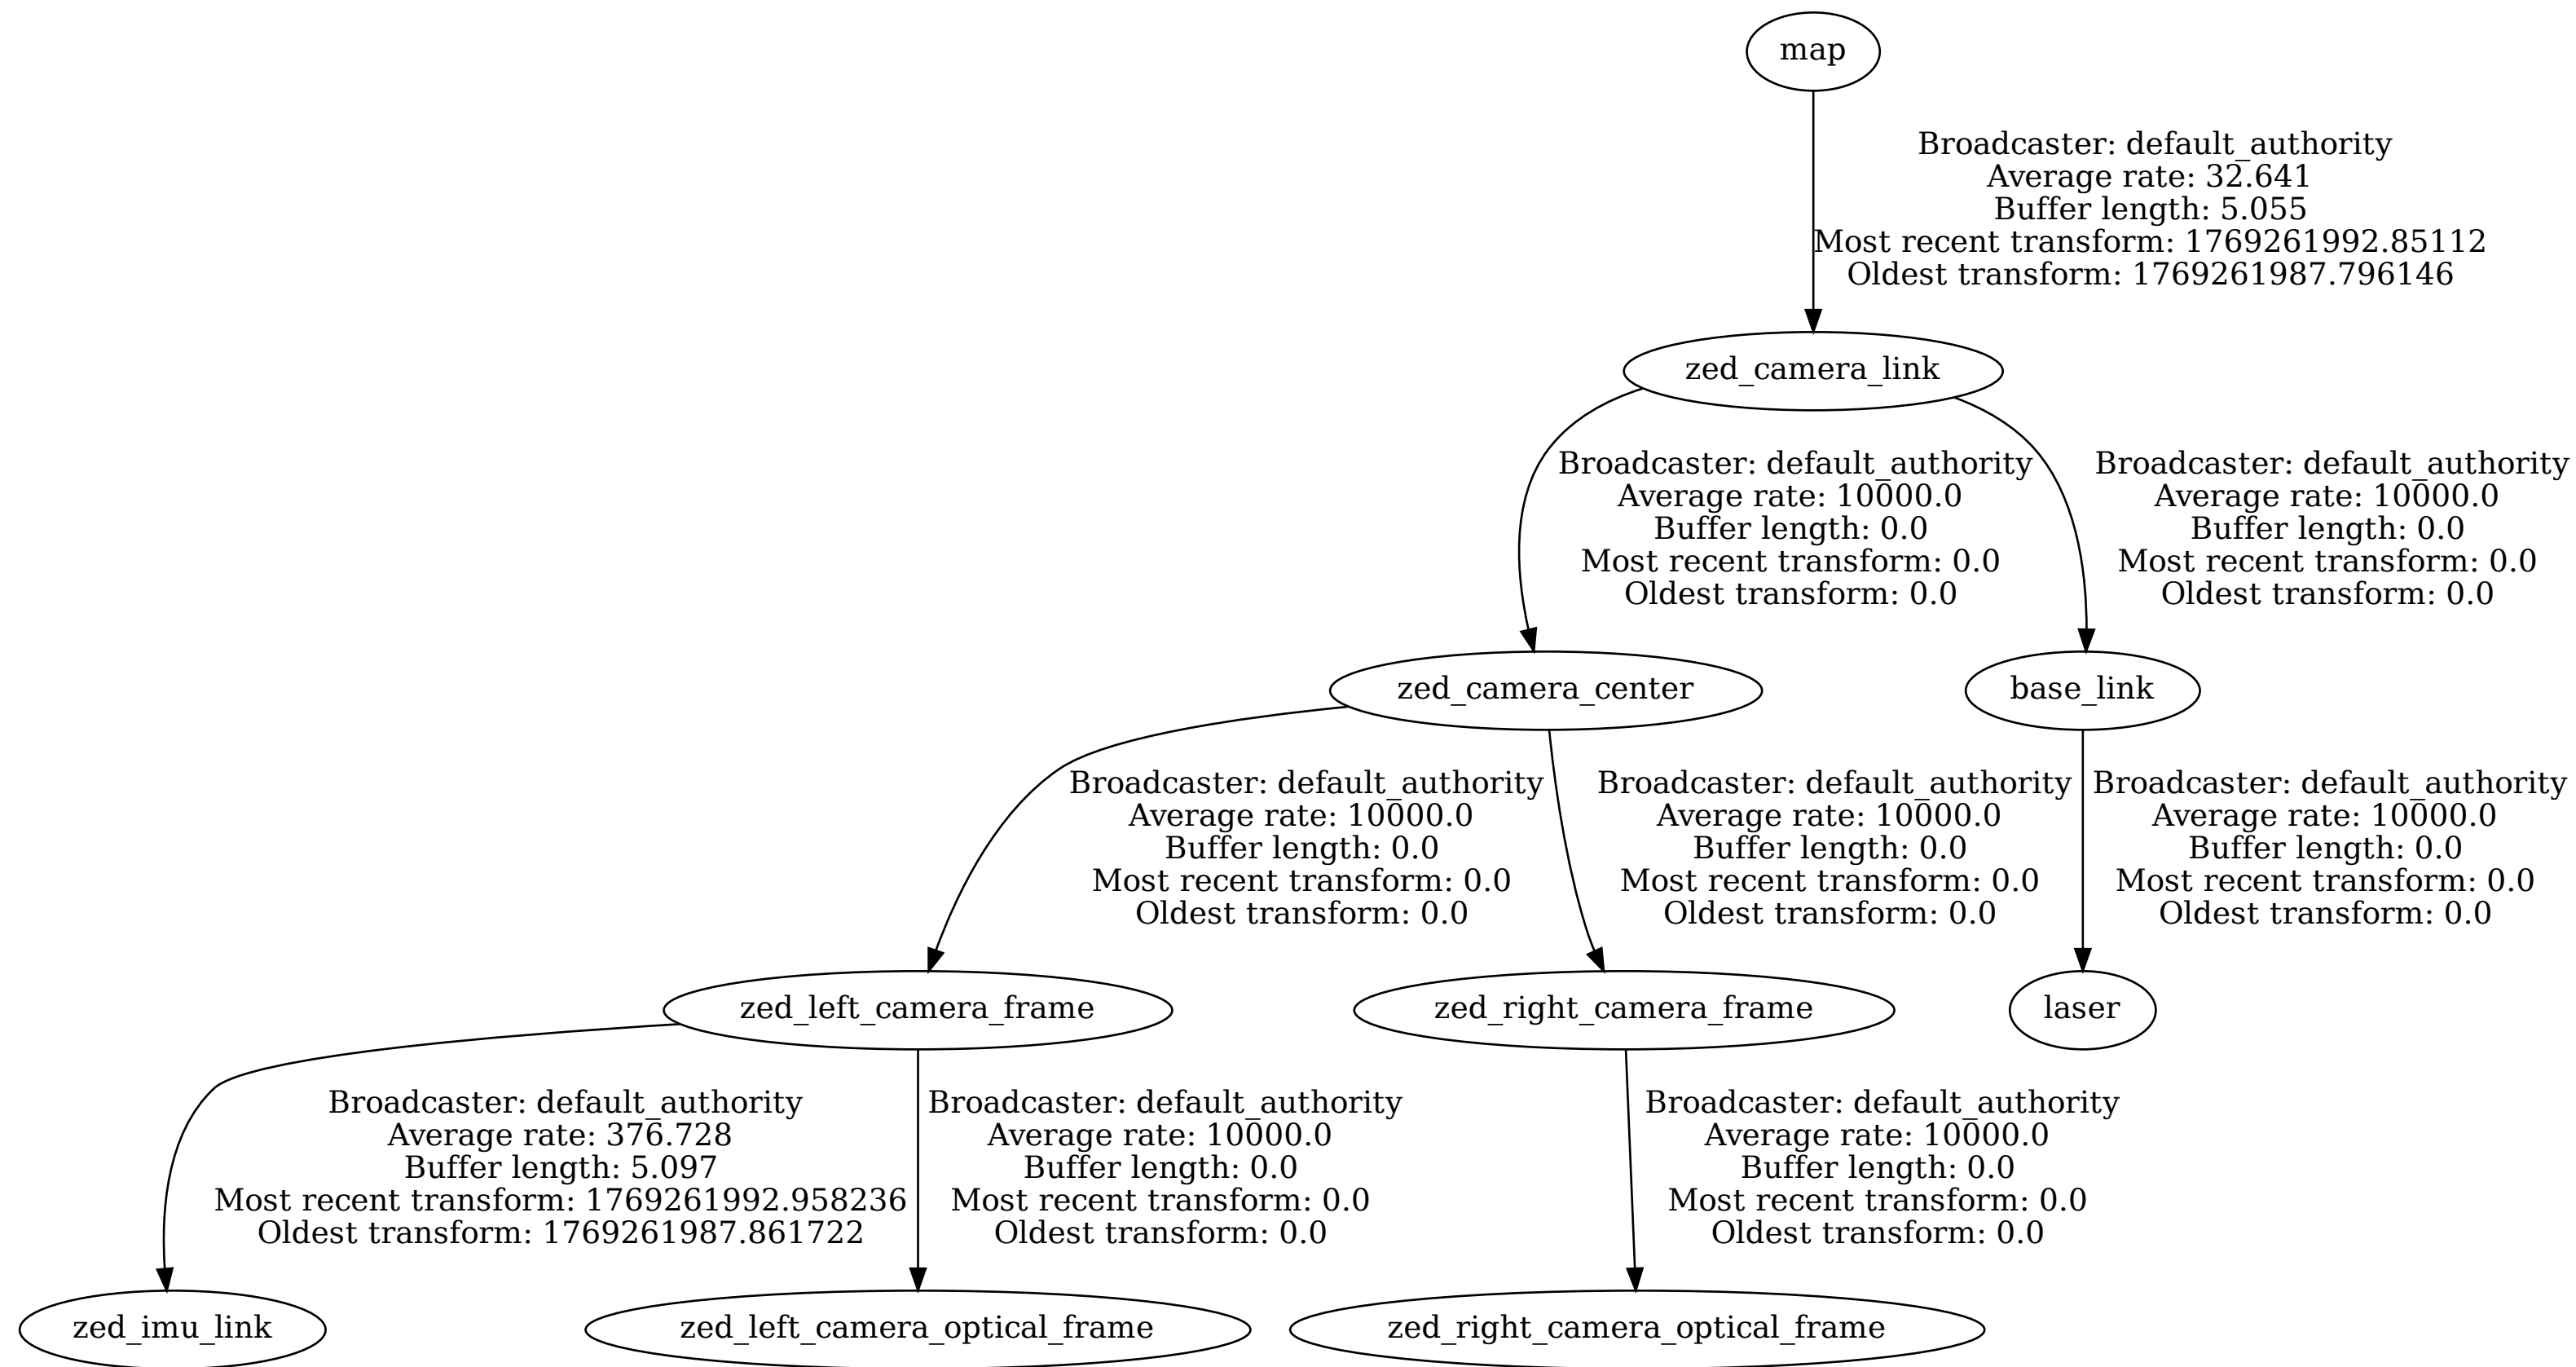 map
Broadcaster: default_authority
Average rate: 32.641
Buffer length: 5.055
Most recent transform: 1769261992.85112
Oldest transform: 1769261987.796146
zed_camera_link
Broadcaster: default_authority
Average rate: 10000.0
Buffer length: 0.0
Most recent transform: 0.0
Oldest transform: 0.0
Broadcaster: default_authority
Average rate: 10000.0
Buffer length: 0.0
Most recent transform: 0.0
Oldest transform: 0.0
zed_camera_center
base_link
Broadcaster: default_authority
Average rate: 10000.0
Buffer length: 0.0
Most recent transform: 0.0
Oldest transform: 0.0
Broadcaster: default_authority
Average rate: 10000.0
Buffer length: 0.0
Most recent transform: 0.0
Oldest transform: 0.0
Broadcaster: default_authority
Average rate: 10000.0
Buffer length: 0.0
Most recent transform: 0.0
Oldest transform: 0.0
zed_left_camera_frame
zed_right_camera_frame
laser
Broadcaster: default_authority
Average rate: 376.728
Buffer length: 5.097
Most recent transform: 1769261992.958236
Oldest transform: 1769261987.861722
Broadcaster: default_authority
Average rate: 10000.0
Buffer length: 0.0
Most recent transform: 0.0
Oldest transform: 0.0
Broadcaster: default_authority
Average rate: 10000.0
Buffer length: 0.0
Most recent transform: 0.0
Oldest transform: 0.0
zed_imu_link
zed_left_camera_optical_frame
zed_right_camera_optical_frame